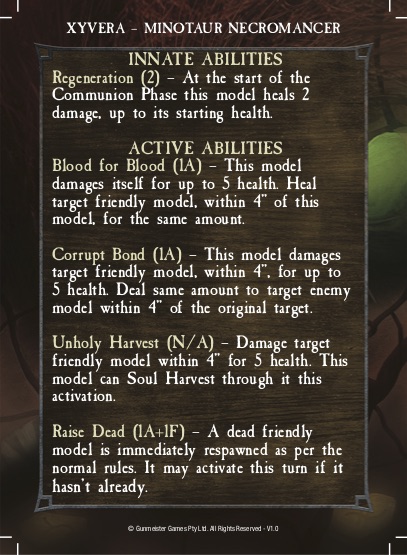 XYVERA – MINOTAUR NECROMANCER
INNATE ABILITIES
Regeneration (2) – At the start of the
Communion Phase this model heals 2
damage, up to its starting health.
ACTIVE ABILITIES
Blood for Blood (1A) – This model
damages itself for up to 5 health. Heal
target friendly model, within 4" of this
model, for the same amount.
Corrupt Bond (1A) – This model damages
target friendly model, within 4", for up to
5 health. Deal same amount to target enemy
model within 4" of the original target.
Unholy Harvest (N/A) – Damage target
friendly model within 4" for 5 health. This
model can Soul Harvest through it this
activation.
Raise Dead (1A+1F) – A dead friendly
model is immediately respawned as per the
normal rules. It may activate this turn if it
hasn't already.
© Gunmeister Games Pty Ltd. All Rights Reserved - V1.0